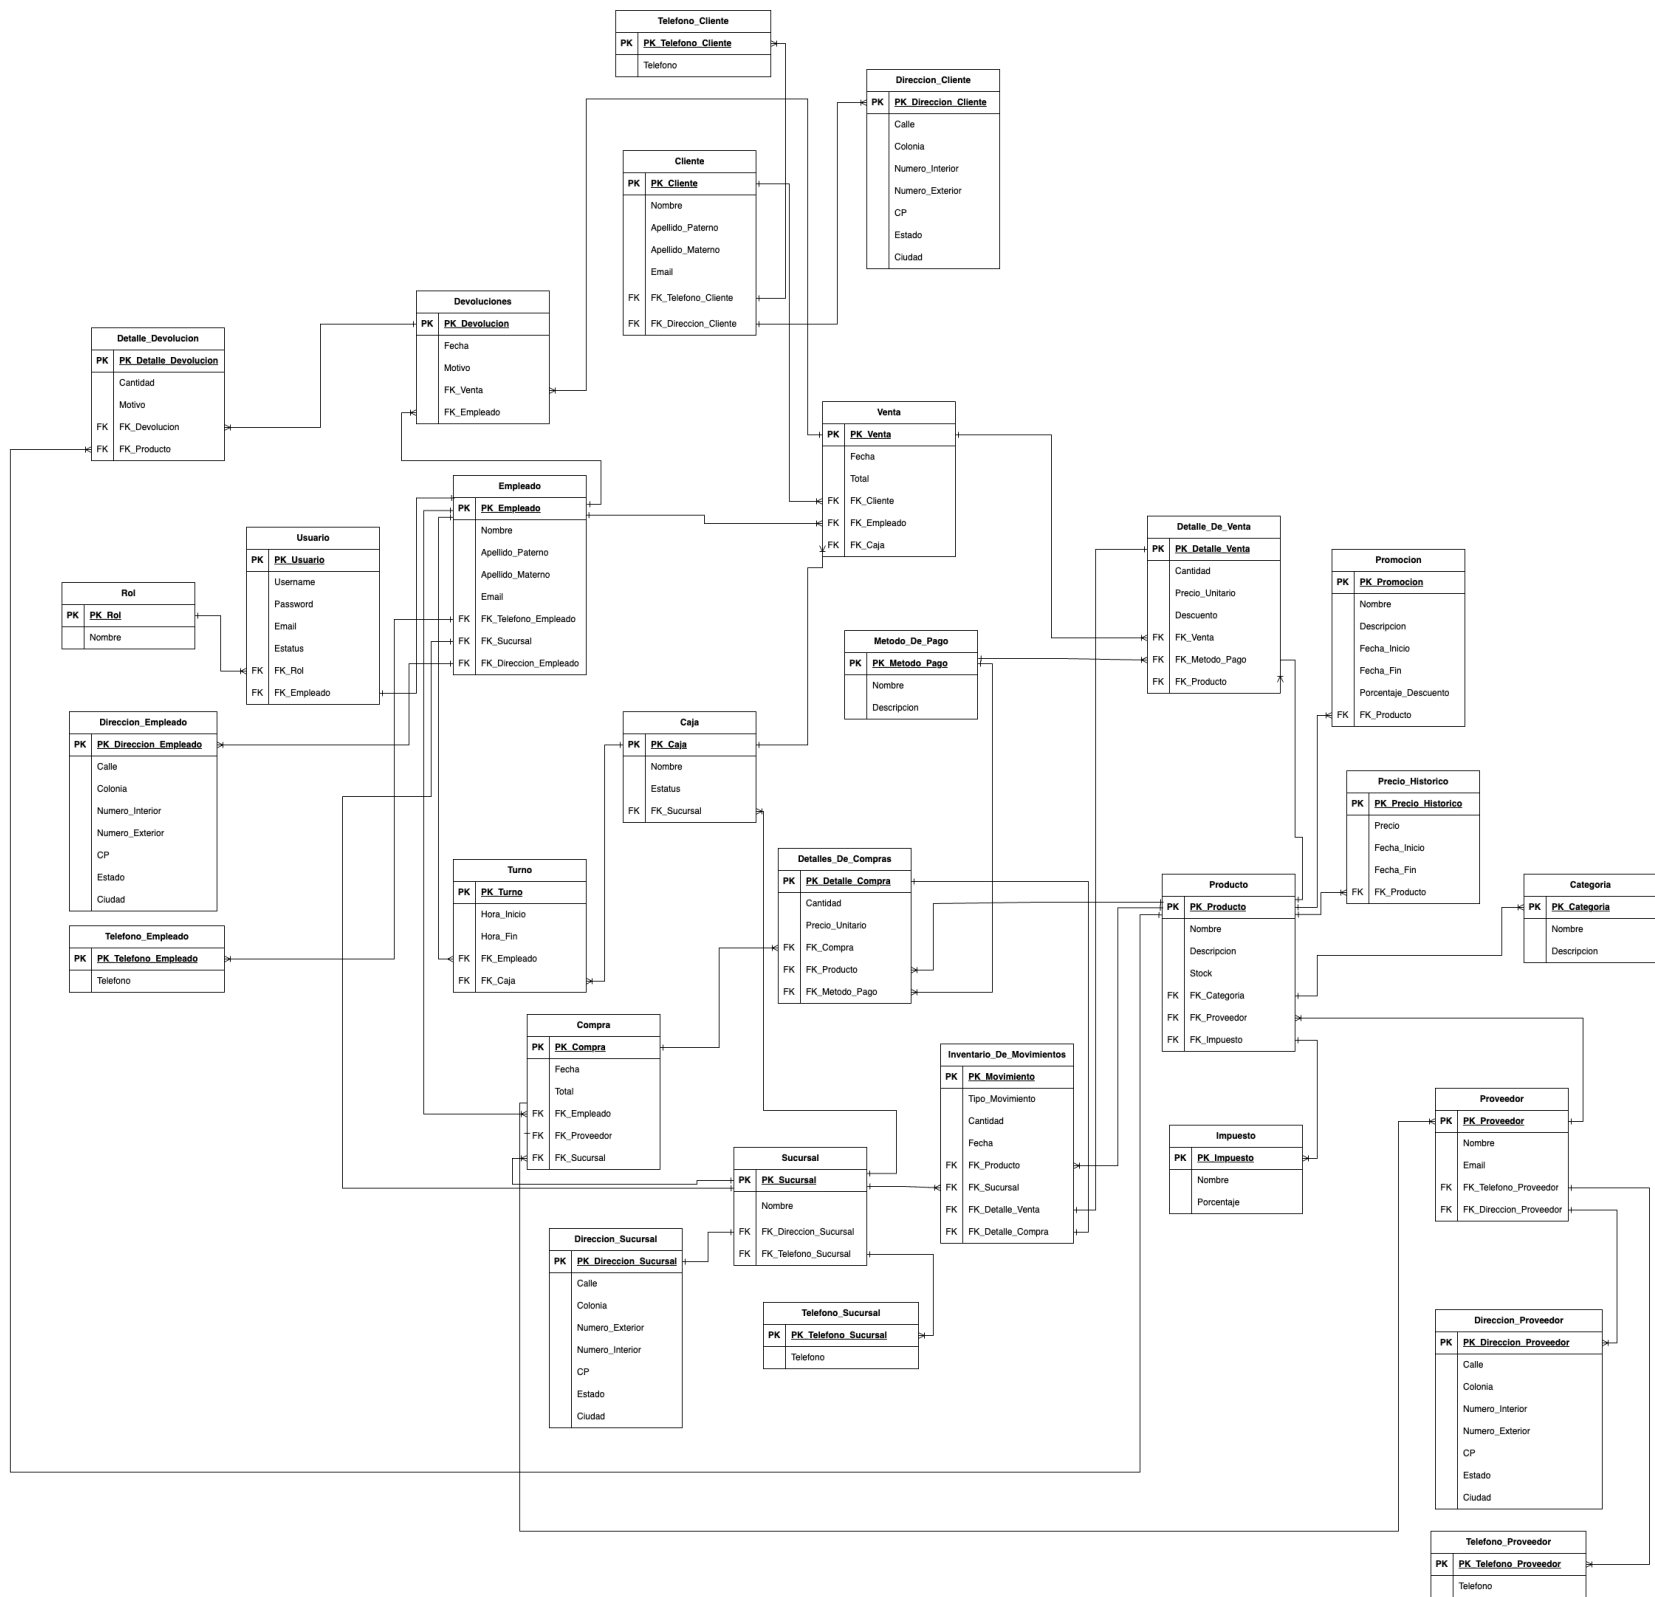 Telefono_Cliente
PK PK_Telefono_Cliente
Telefono
Direccion_Cliente
PK PK_Direccion_Cliente
Calle
Colonia
Numero_Interior
Numero_Exterior
CP
Estado
Ciudad
Cliente
PK PK_Cliente
Nombre
Apellido_Paterno
Apellido_Materno
Email
FK FK_Telefono_Cliente
FK FK_Direccion_Cliente
Devoluciones
PK PK_Devolucion
Fecha
Motivo
FK_Venta
FK_Empleado
Detalle_Devolucion
PK PK_Detalle_Devolucion
Cantidad
Motivo
FK FK_Devolucion
FK FK_Producto
Venta
PK PK_Venta
Fecha
Total
FK FK_Cliente
FK FK_Empleado
FK FK_Caja
Empleado
PK PK_Empleado
Nombre
Apellido_Paterno
Apellido_Materno
Email
FK FK_Telefono_Empleado
FK FK_Sucursal
FK FK_Direccion_Empleado
Usuario
PK PK_Usuario
Username
Password
Email
Estatus
FK FK_Rol
FK FK_Empleado
Rol
PK PK_Rol
Nombre
Detalle_De_Venta
PK PK_Detalle_Venta
Cantidad
Precio_Unitario
Descuento
FK FK_Venta
FK FK_Metodo_Pago
FK FK_Producto
Promocion
PK PK_Promocion
Nombre
Descripcion
Fecha_Inicio
Fecha_Fin
Porcentaje_Descuento
FK FK_Producto
Metodo_De_Pago
PK PK_Metodo_Pago
Nombre
Descripcion
Direccion_Empleado
PK PK_Direccion_Empleado
Calle
Colonia
Numero_Interior
Numero_Exterior
CP
Estado
Ciudad
Caja
PK PK_Caja
Nombre
Estatus
FK FK_Sucursal
Precio_Historico
PK PK_Precio_Historico
Precio
Fecha_Inicio
Fecha_Fin
FK FK_Producto
Turno
PK PK_Turno
Hora_Inicio
Hora_Fin
FK FK_Empleado
FK FK_Caja
Detalles_De_Compras
PK PK_Detalle_Compra
Cantidad
Precio_Unitario
FK FK_Compra
FK FK_Producto
FK FK_Metodo_Pago
Producto
PK PK_Producto
Nombre
Descripcion
Stock
FK FK_Categoria
FK FK_Proveedor
FK FK_Impuesto
Categoria
PK PK_Categoria
Nombre
Descripcion
Telefono_Empleado
PK PK_Telefono_Empleado
Telefono
Compra
PK PK_Compra
Fecha
Total
FK FK_Empleado
FK FK_Proveedor
FK FK_Sucursal
Inventario_De_Movimientos
PK PK_Movimiento
Tipo_Movimiento
Cantidad
Fecha
FK FK_Producto
FK FK_Sucursal
FK FK_Detalle_Venta
FK FK_Detalle_Compra
Proveedor
PK PK_Proveedor
Nombre
Email
FK FK_Telefono_Proveedor
FK FK_Direccion_Proveedor
Impuesto
PK PK_Impuesto
Nombre
Porcentaje
Sucursal
PK PK_Sucursal
Nombre
FK FK_Direccion_Sucursal
FK FK_Telefono_Sucursal
Direccion_Sucursal
PK PK_Direccion_Sucursal
Calle
Colonia
Numero_Exterior
Numero_Interior
CP
Estado
Ciudad
Telefono_Sucursal
PK PK_Telefono_Sucursal
Telefono
Direccion_Proveedor
PK PK_Direccion_Proveedor
Calle
Colonia
Numero_Interior
Numero_Exterior
CP
Estado
Ciudad
Telefono_Proveedor
PK PK_Telefono_Proveedor
Telefono